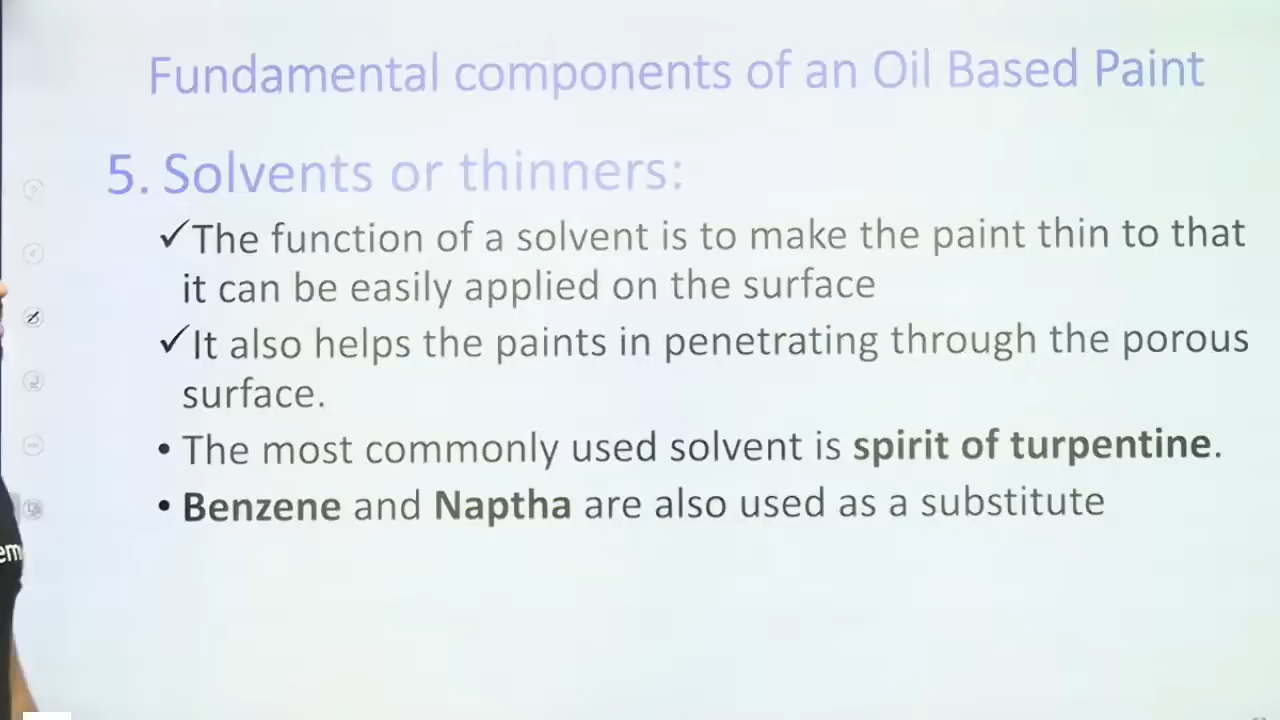 Fundamental components of an Oil Based Paint
5. Solvents or thinners:
✓The function of a solvent is to make the paint thin to that
it can be easily applied on the surface
✓It also helps the paints in penetrating through the porous
surface.
• The most commonly used solvent is spirit of turpentine.
• Benzene and Naptha are also used as a substitute
em